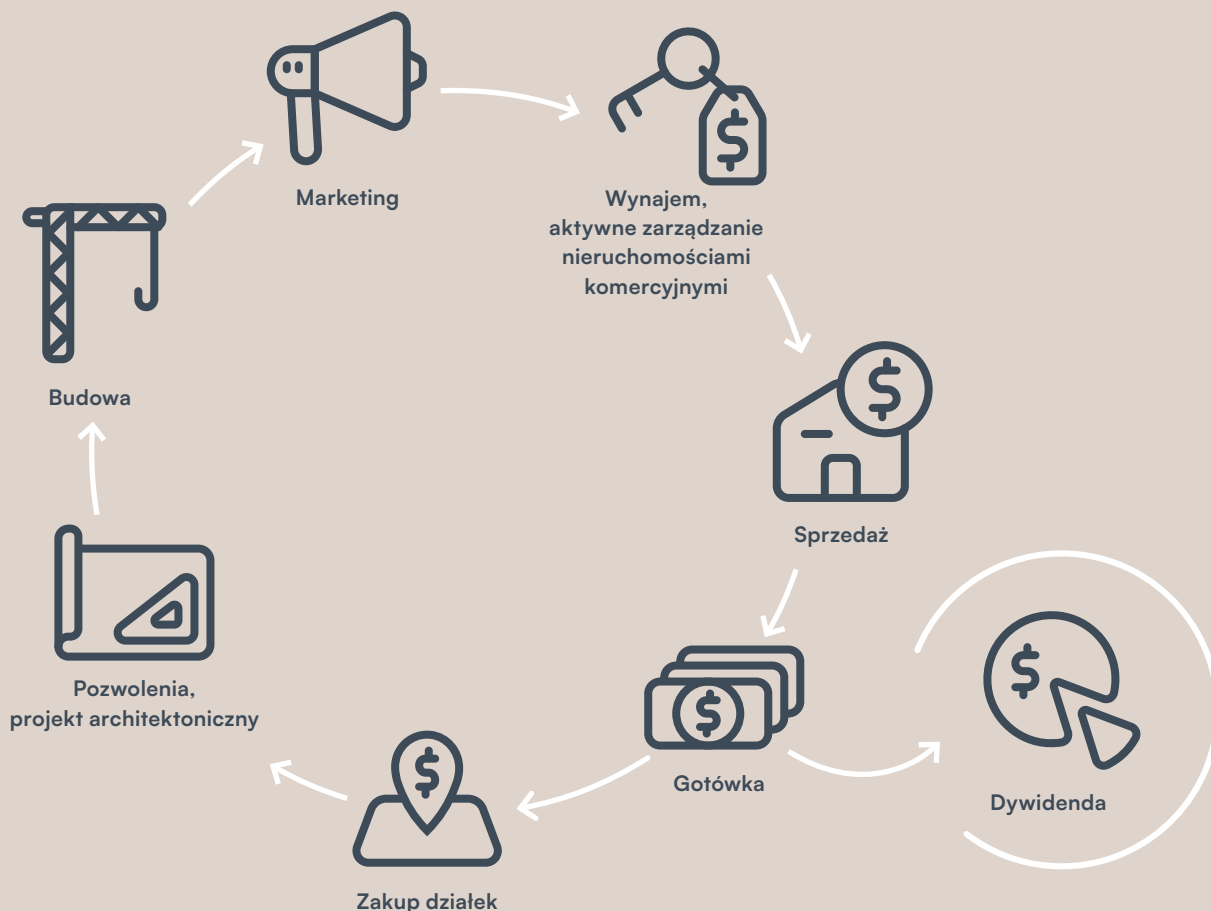 Marketing
Wynajem,
aktywne zarządzanie
nieruchomościami
komercyjnymi
Budowa
Sprzedaż
Pozwolenia,
projekt architektoniczny
Gotówka
Dywidenda
Zakup działek